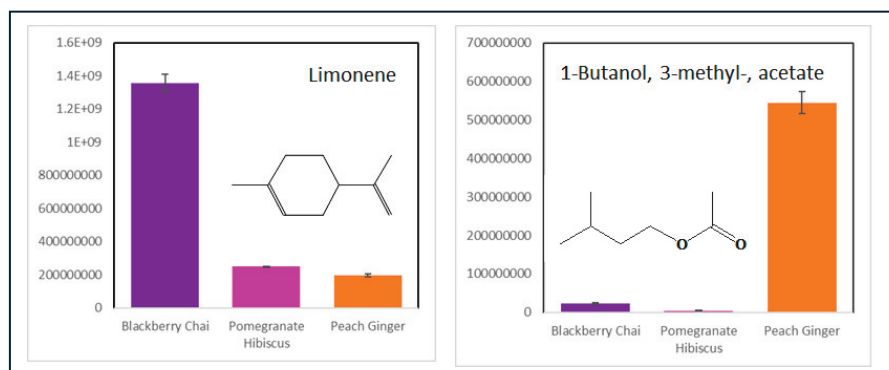 Limonene
1.6E+09
1.4E+09
1.2E+09
1E+09
800000000
600000000
400000000
200000000
0
Blackberry Chai
Pomegranate
Hibiscus
Peach Ginger
1-Butanol, 3-methyl-, acetate
700000000
600000000
500000000
400000000
300000000
200000000
100000000
0
O
O
Blackberry Chai
Pomegranate
Hibiscus
Peach Ginger